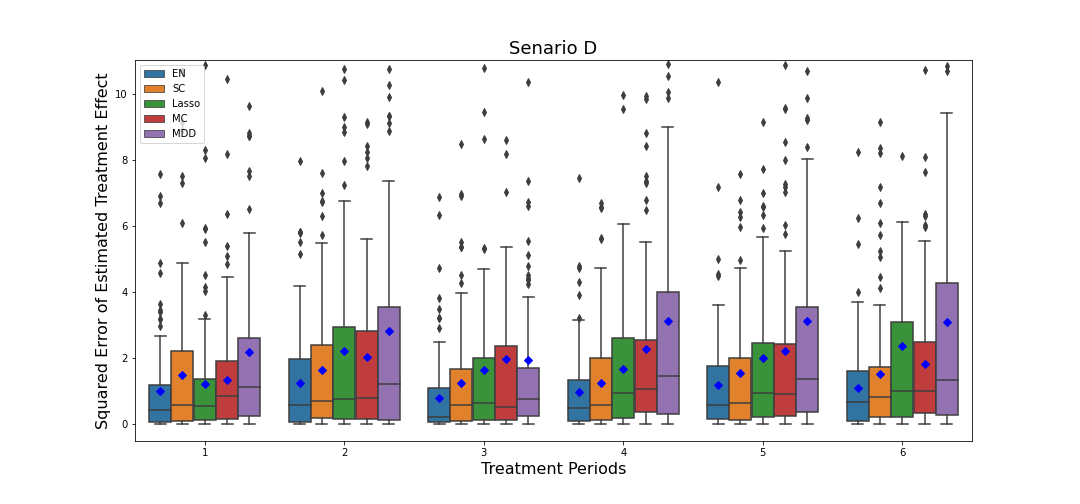 Senario D
Squared Error of Estimated Treatment Effect
10
8
6
4
2
0
EN
SC
Lasso
MC
MDD
1 2 3 4 5 6
Treatment Periods